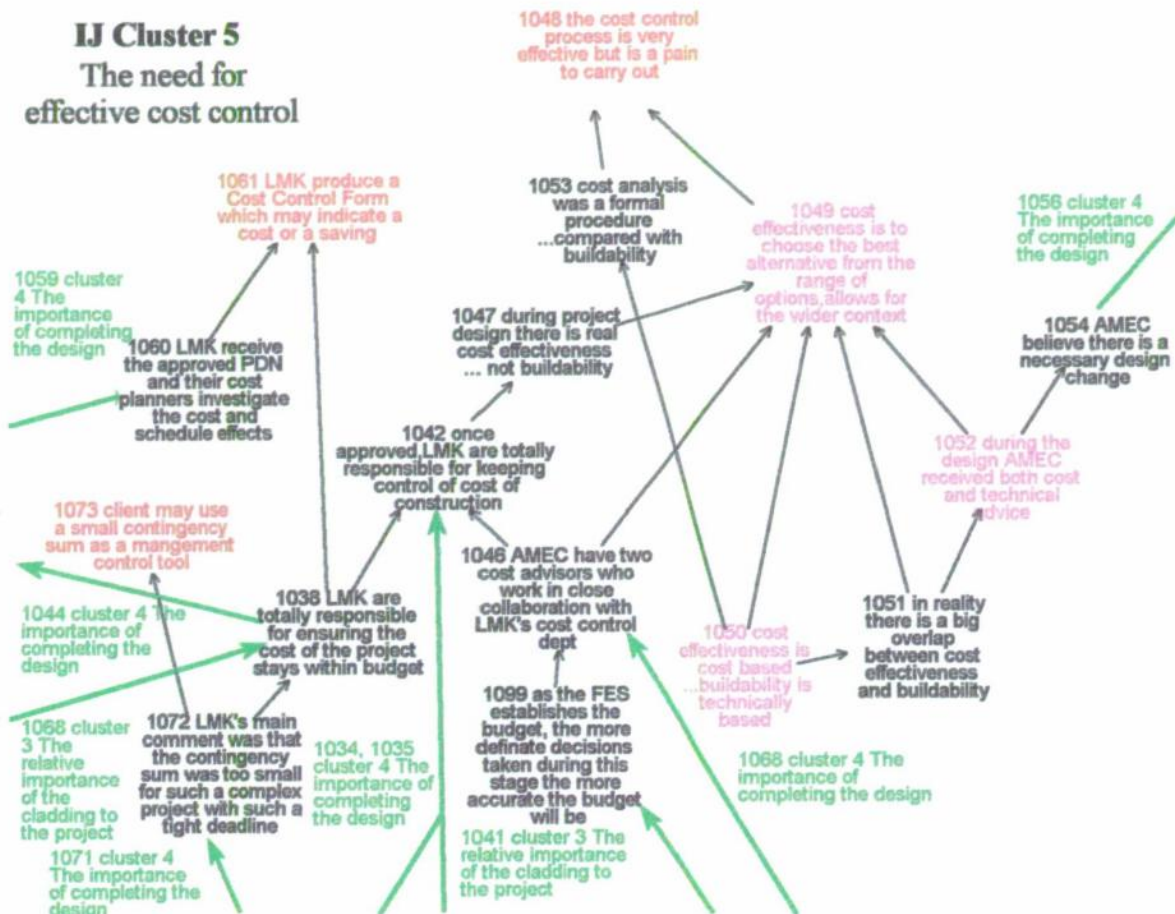 IJ Cluster 5
The need for
effective cost control
1048 the cost control
process is very
effective but is a pain
to carry out
1061 LMK produce a
Cost Control Form
which may indicate a
cost or a saving
1053 cost analysis
was a formal
procedure
...compared with
buildability
1049 cost
effectiveness is to
choose the best
alternative from the
range of
options,allows for
the wider context
1056 cluster 4
The importance
of completing
the design
1059 cluster
4 The
importance
of completing
the design
1060 LMK receive
the approved PDN
and their cost
planners investigate
the cost and
schedule effects
1047 during project
design there is real
cost effectiveness
... not buildability
1054 AMEC
believe there is a
necessary design
change
1042 once
approved,LMK are totally
responsible for keeping
control of cost of
construction
1052 during the
design AMEC
received both cost
and technical
advice
1073 client may use
a small contingency
sum as a mangement
control tool
1046 AMEC have two
cost advisors who
work in close
collaboration with
LMK's cost control
dept
1044 cluster 4 The
importance of
completing the
design
1038 LMK are
totally responsible
for ensuring the
cost of the project
stays within budget
1050 cost
effectiveness is
cost based
...buildability is
technically
based
1051 in reality
there is a big
overlap
between cost
effectiveness
and buildability
1068 cluster
3 The
relative
importance
of the
cladding to
the project
1072 LMK's main
comment was that
the contingency
sum was too small
for such a complex
project with such a
tight deadline
1034, 1035
cluster 4 The
importance of
completing
the design
1099 as the FES
establishes the
budget, the more
definate decisions
taken during this
stage the more
accurate the budget
will be
1068 cluster 4 The
importance of
completing the design
1071 cluster 4
The importance
of completing the
design
1041 cluster 3 The
relative importance
of the cladding to
the project